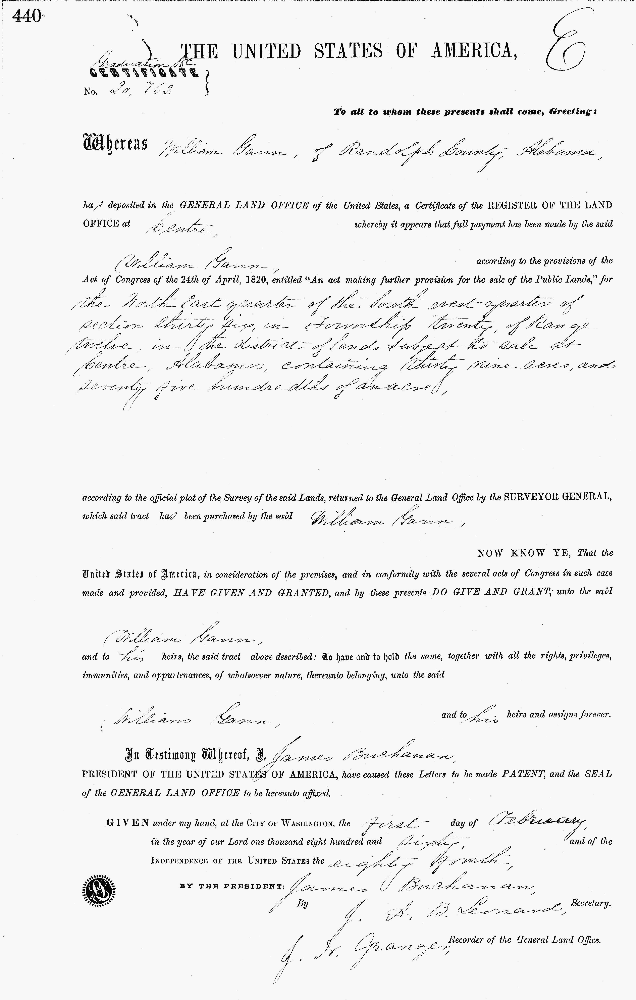 440
THE UNITED STATES OF AMERICA,
E
Graduation &C.
CERTIFICATE
No. 20,763
To all to whom these presents shall come, Greeting:
Whereas William Gann, of Randolph County, Alabama,
has deposited in the GENERAL LAND OFFICE of the United States, a Certificate of the REGISTER OF THE LAND
OFFICE at Centre, whereby it appears that full payment has been made by the said
William Gann, according to the provisions of the
Act of Congress of the 24th of April, 1820, entitled "An act making further provision for the sale of the Public Lands," for
the North East quarter of the South west quarter of
section thirty six, in Township twenty, of Range
twelve, in the district of lands subject to sale at
Centre, Alabama, containing thirty nine acres, and
seventy five hundredths of an acre,
according to the official plat of the Survey of the said Lands, returned to the General Land Office by the SURVEYOR GENERAL,
which said tract has been purchased by the said William Gann,
NOW KNOW YE, That the
United States of America, in consideration of the premises, and in conformity with the several acts of Congress in such case
made and provided, HAVE GIVEN AND GRANTED, and by these presents DO GIVE AND GRANT, unto the said
William Gann,
and to his heirs, the said tract above described: To have and to hold the same, together with all the rights, privileges,
immunities, and appurtenances, of whatsoever nature, thereunto belonging, unto the said
William Gann, and to his heirs and assigns forever.
In Testimony Whereof, I, James Buchanan,
PRESIDENT OF THE UNITED STATES OF AMERICA, have caused these Letters to be made PATENT, and the SEAL
of the GENERAL LAND OFFICE to be hereunto affixed.
GIVEN under my hand, at the CITY OF WASHINGTON, the first day of February,
in the year of our Lord one thousand eight hundred and sixty, and of the
INDEPENDENCE OF THE UNITED STATES the eighty fourth,
BY THE PRESIDENT: James Buchanan,
By J. A. B. Leonard, Secretary.
J. N. Granger, Recorder of the General Land Office.